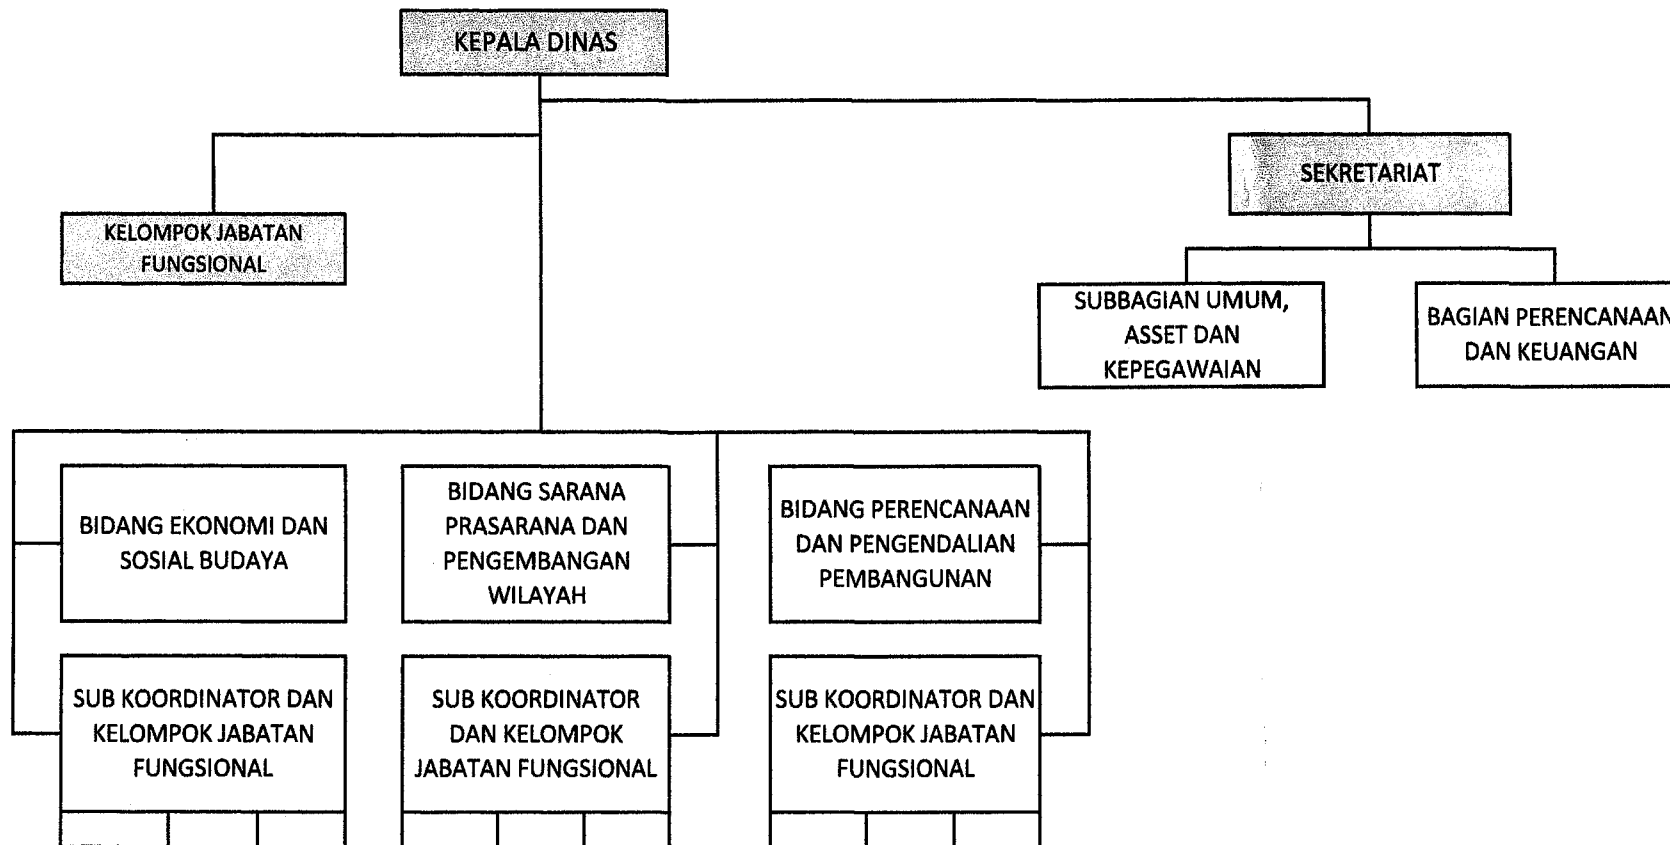 KEPALA DINAS
SEKRETARIAT
KELOMPOK JABATAN
FUNGSIONAL
SUBBAGIAN UMUM,
ASSET DAN
KEPEGAWAIAN
BAGIAN PERENCANAAN
DAN KEUANGAN
BIDANG EKONOMI DAN
SOSIAL BUDAYA
BIDANG SARANA
PRASARANA DAN
PENGEMBANGAN
WILAYAH
BIDANG PERENCANAAN
DAN PENGENDALIAN
PEMBANGUNAN
SUB KOORDINATOR DAN
KELOMPOK JABATAN
FUNGSIONAL
SUB KOORDINATOR
DAN KELOMPOK
JABATAN FUNGSIONAL
SUB KOORDINATOR DAN
KELOMPOK JABATAN
FUNGSIONAL